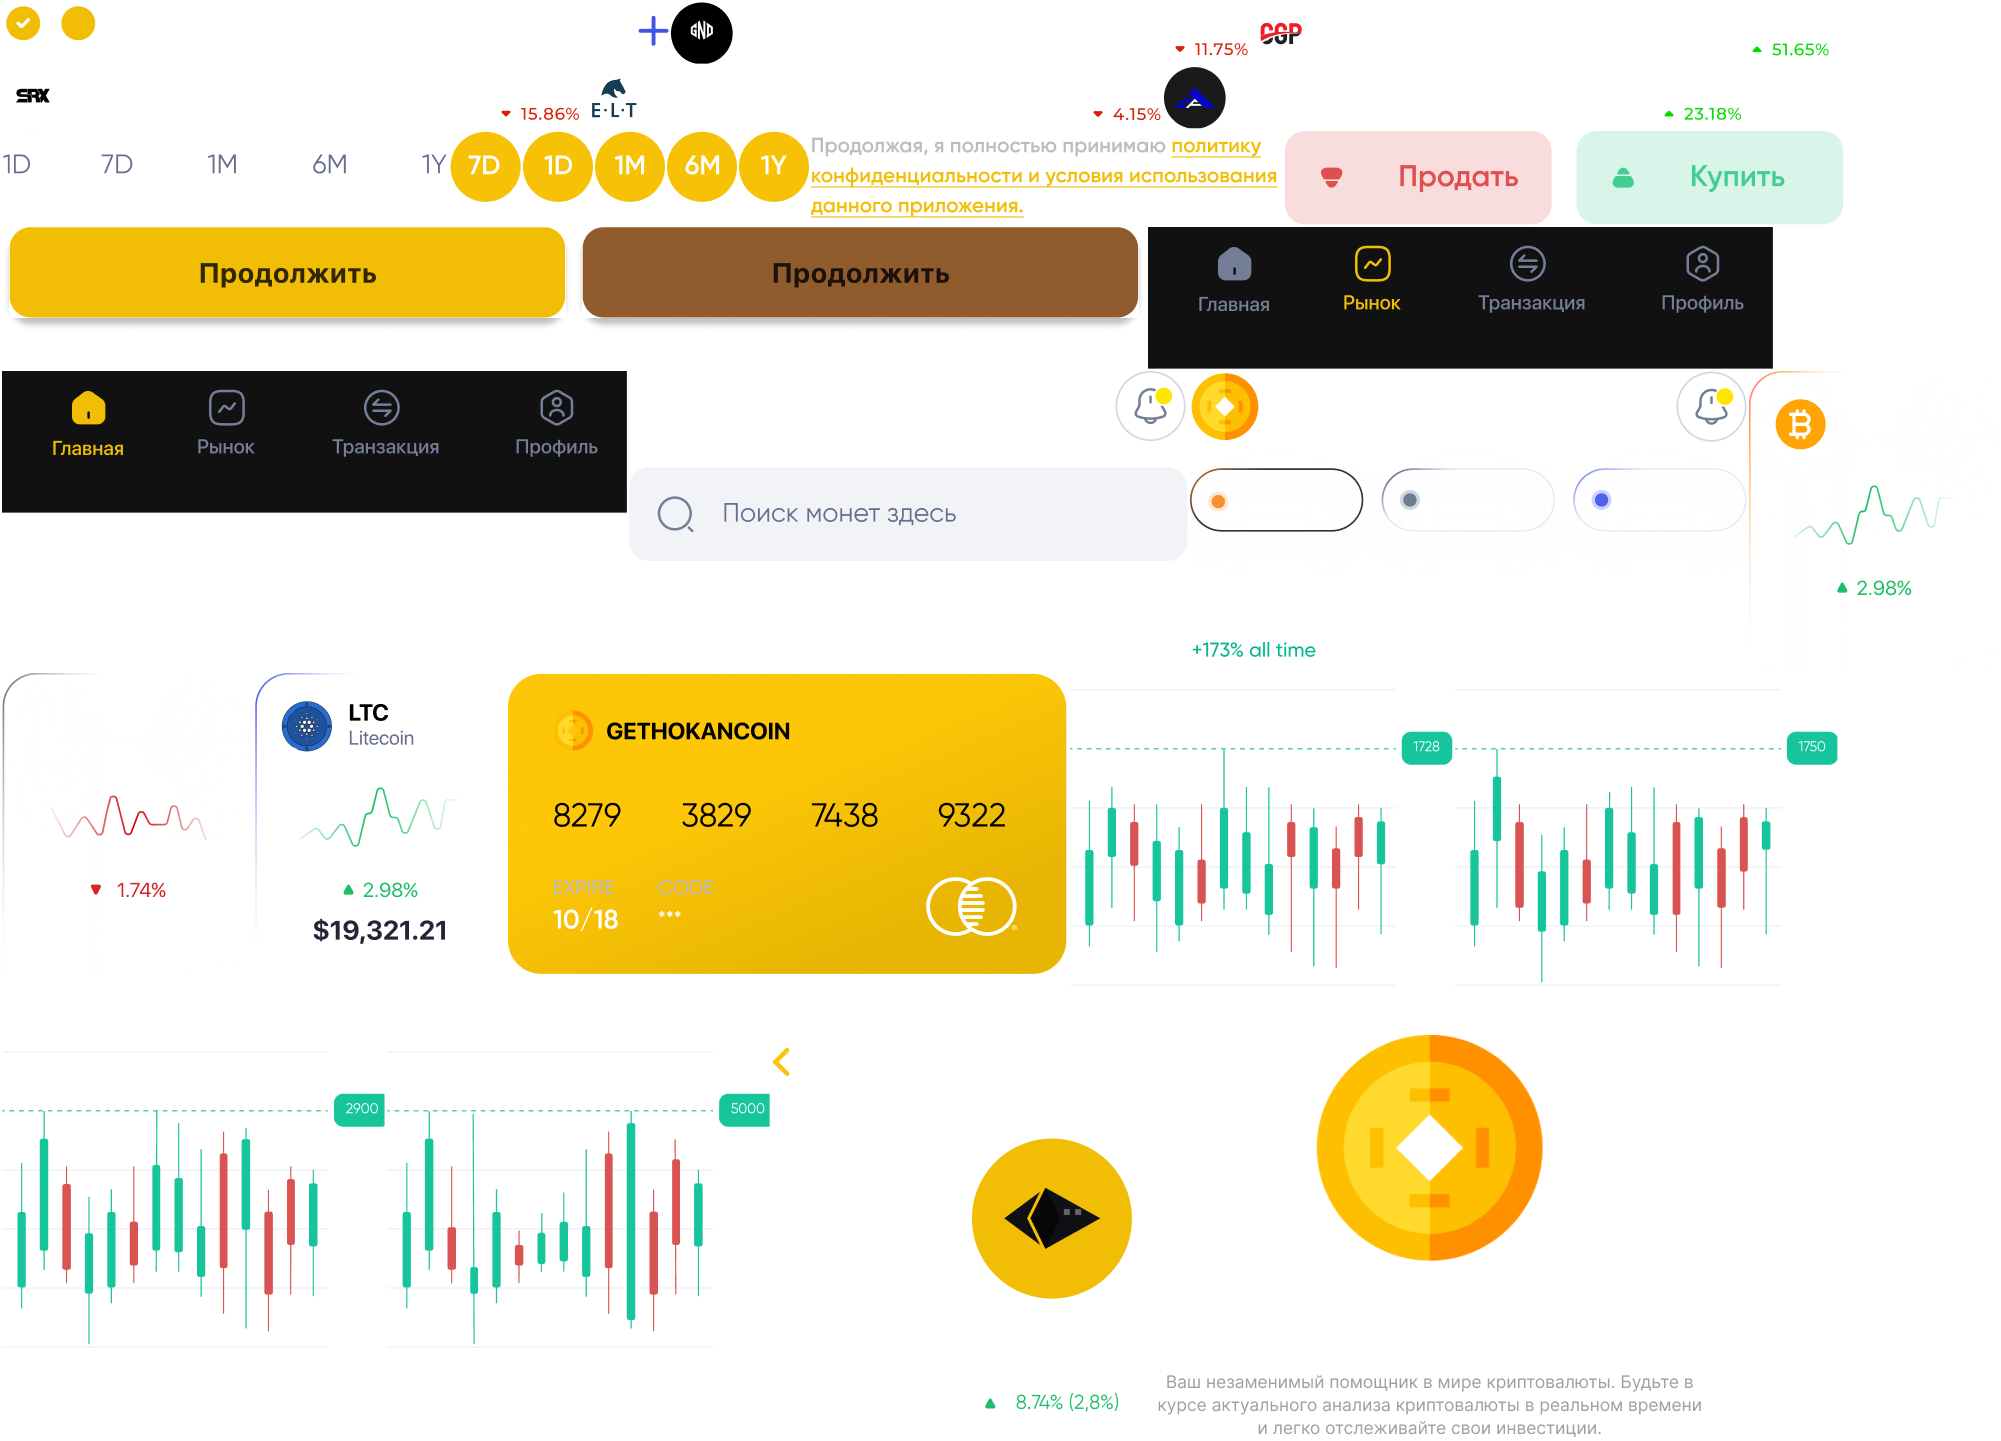 GND
11.75%
CGP
51.65%
SRX
15.86%
E·L·T
4.15%
23.18%
1D 7D 1M 6M 1Y
7D 1D 1M 6M 1Y
Продолжая, я полностью принимаю политику
конфиденциальности и условия использования
данного приложения.
Продать
Купить
Продолжить
Продолжить
Главная Рынок Транзакция Профиль
Главная Рынок Транзакция Профиль
Поиск монет здесь
2.98%
+173% all time
1.74%
LTC
Litecoin
2.98%
$19,321.21
GETHOKANCOIN
8279 3829 7438 9322
EXPIRE CODE
10/18 ***
1728
1750
2900
5000
8.74% (2,8%)
Ваш незаменимый помощник в мире криптовалюты. Будьте в
курсе актуального анализа криптовалюты в реальном времени
и легко отслеживайте свои инвестиции.